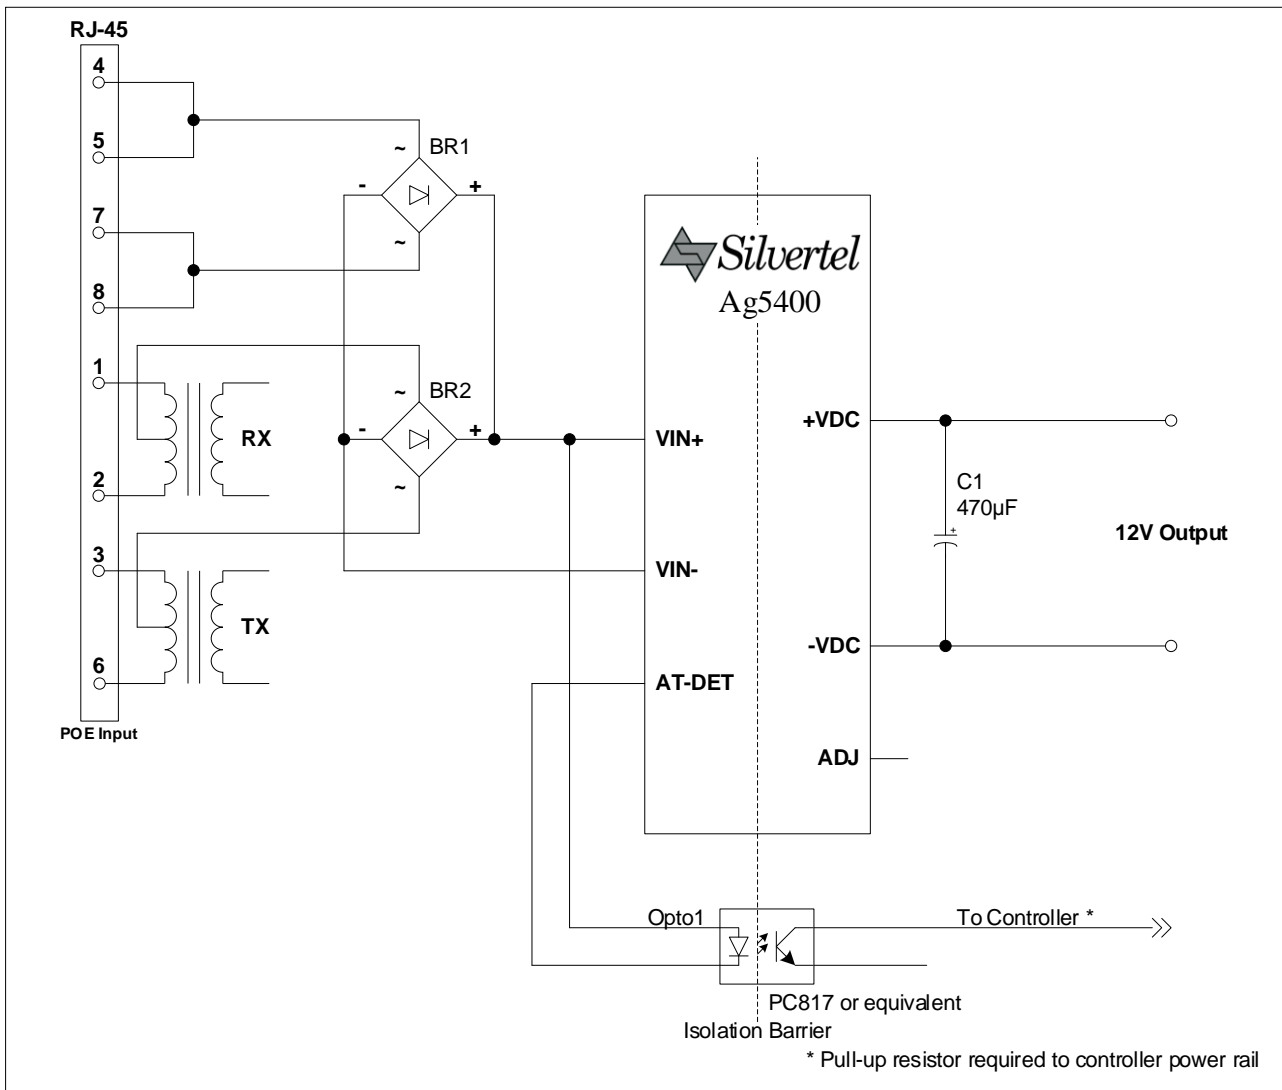 RJ-45
4
5
7
8
1
2
3
6
POE Input
~
BR1
-
+
~
~
BR2
-
+
~
RX
TX
Silvertel
Ag5400
VIN+
VIN-
AT-DET
+VDC
-VDC
ADJ
C1
470µF
+
12V Output
Opto1
To Controller *
PC817 or equivalent
Isolation Barrier
* Pull-up resistor required to controller power rail